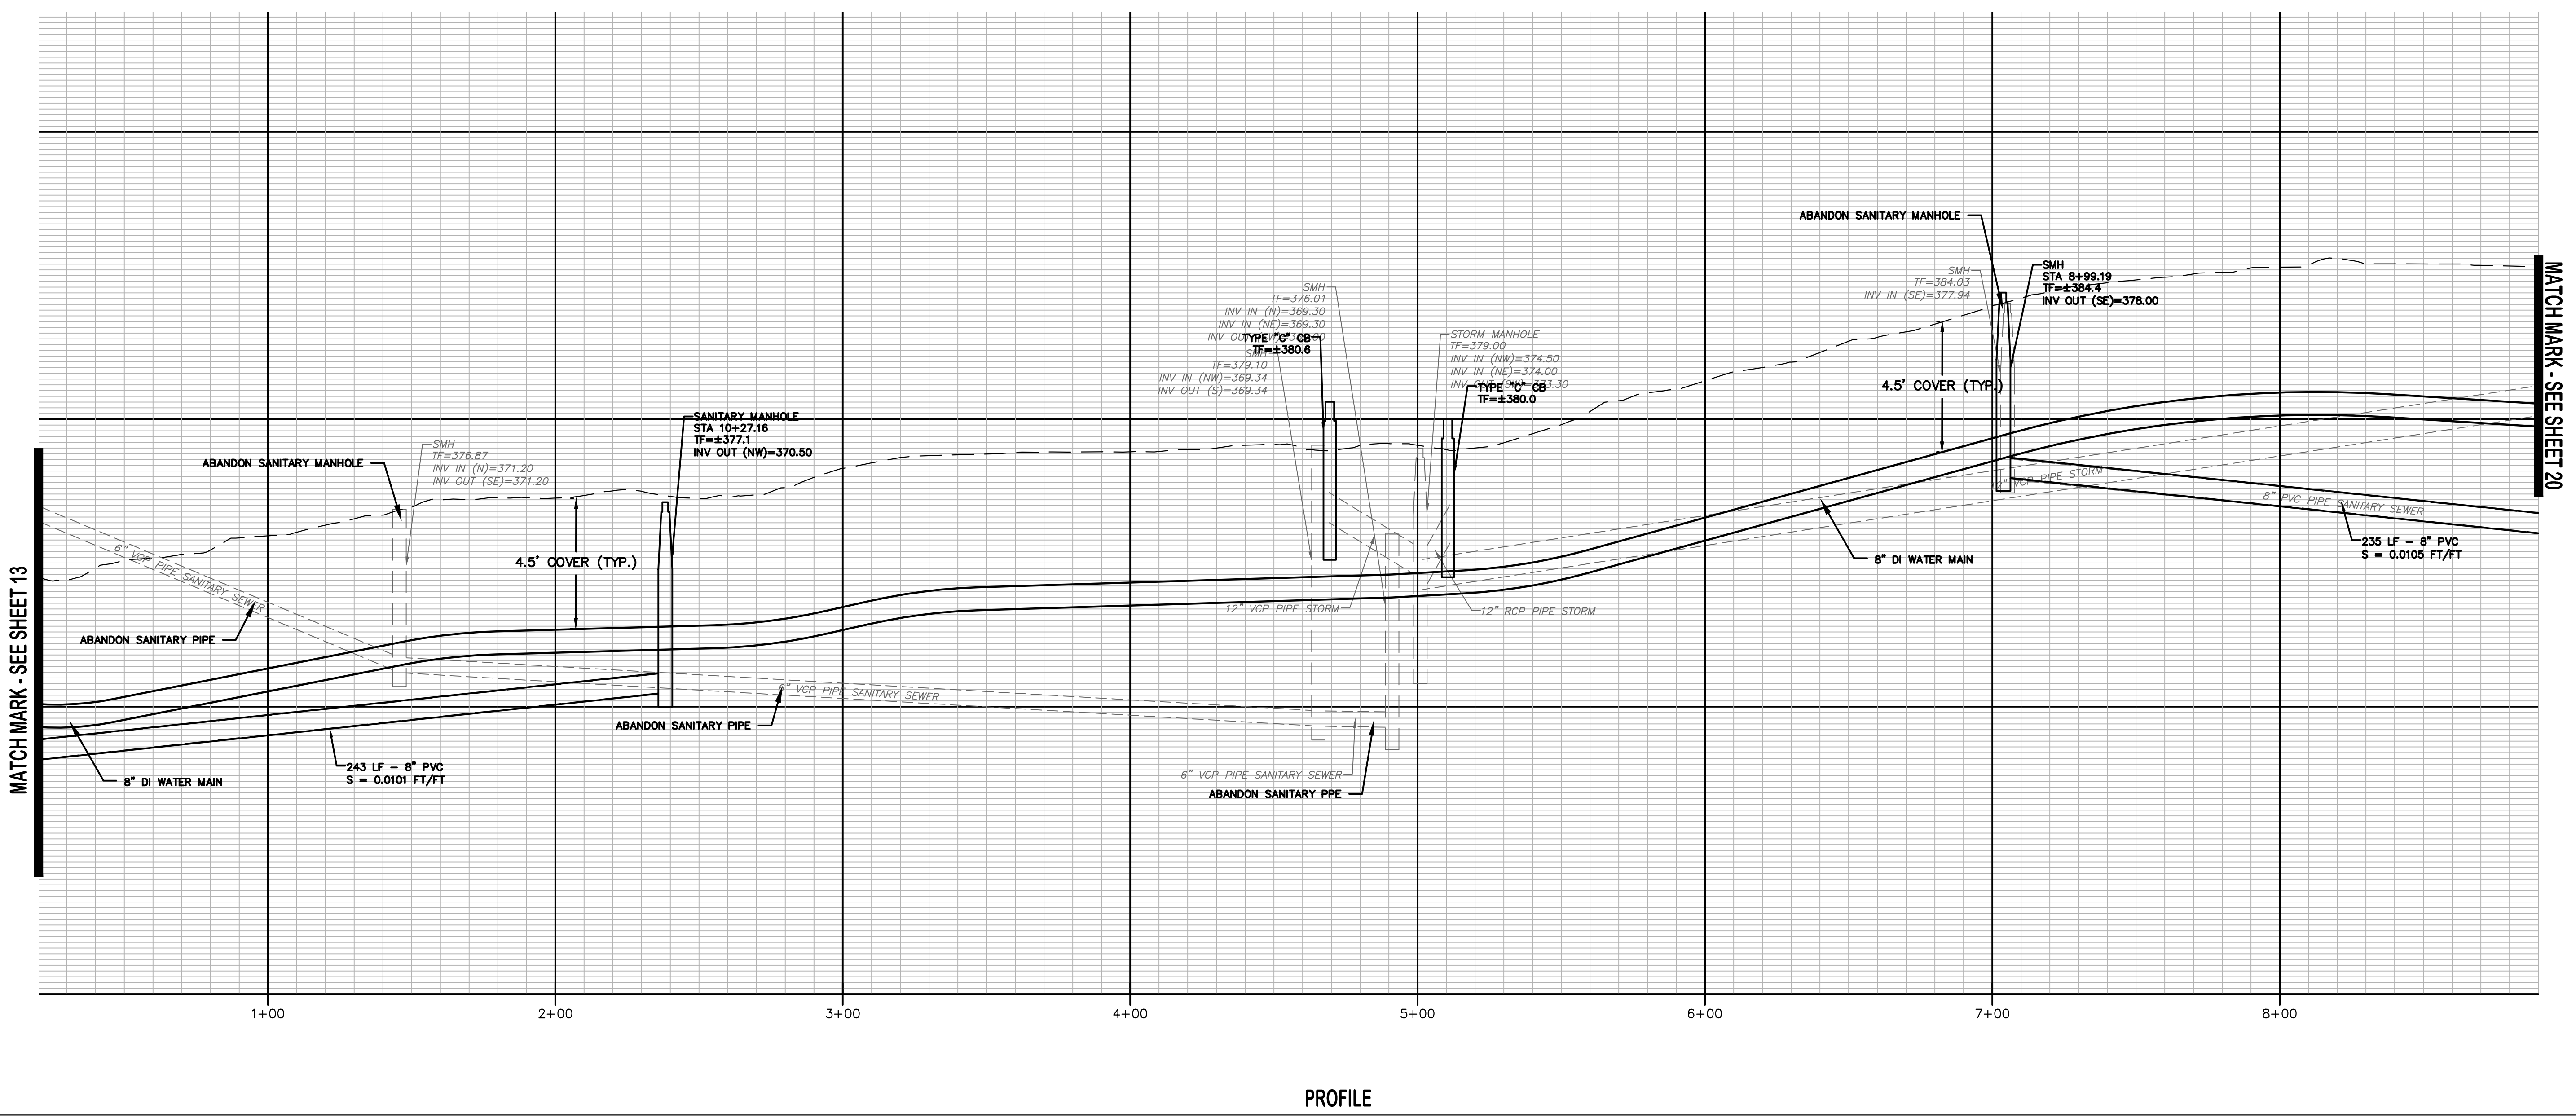 ABANDON SANITARY MANHOLE
SMH
TF=384.03
INV IN (SE)=377.94
SMH
STA 8+99.19
TF=±384.4
INV OUT (SE)=378.00
MATCH MARK - SEE SHEET 20
SMH
TF=376.01
INV IN (N)=369.30
INV IN (NE)=369.30
INV OUT
TYPE "C" CB
TF=±380.6
SMH
TF=379.10
INV IN (NW)=369.34
INV OUT (S)=369.34
STORM MANHOLE
TF=379.00
INV IN (NW)=374.50
INV IN (NE)=374.00
INV
TYPE "C" CB
TF=±380.0
4.5' COVER (TYP.)
SANITARY MANHOLE
STA 10+27.16
TF=±377.1
INV OUT (NW)=370.50
SMH
TF=376.87
INV IN (N)=371.20
INV OUT (SE)=371.20
ABANDON SANITARY MANHOLE
MATCH MARK - SEE SHEET 13
VCP PIPE STORM
8" PVC PIPE SANITARY SEWER
235 LF - 8" PVC
S = 0.0105 FT/FT
8" DI WATER MAIN
4.5' COVER (TYP.)
6" VCP PIPE SANITARY SEWER
12" VCP PIPE STORM
12" RCP PIPE STORM
ABANDON SANITARY PIPE
6" VCP PIPE SANITARY SEWER
ABANDON SANITARY PIPE
243 LF - 8" PVC
S = 0.0101 FT/FT
8" DI WATER MAIN
6" VCP PIPE SANITARY SEWER
ABANDON SANITARY PPE
1+00
2+00
3+00
4+00
5+00
6+00
7+00
8+00
PROFILE